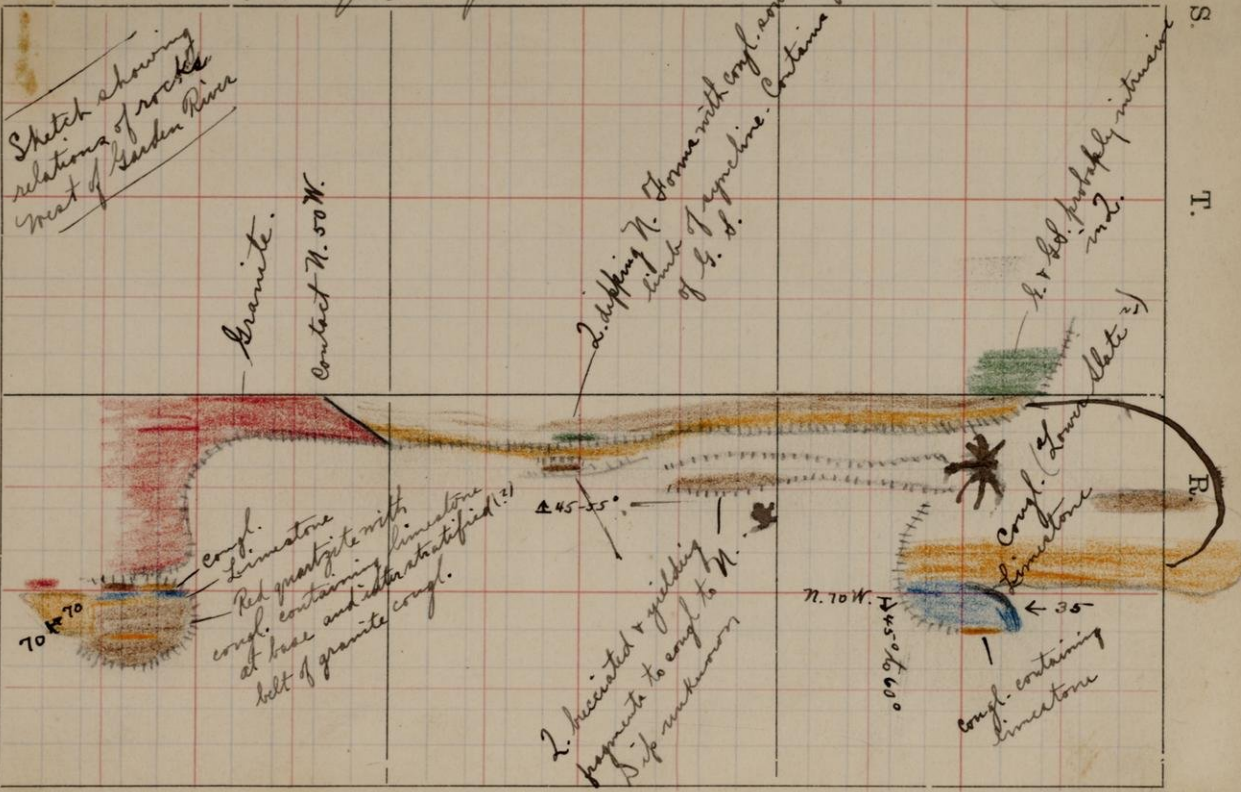 Sketch showing
relations of rocks
West of Garden River
Granite.
Contact N. 50 W.
2. dipping N. Forms with congl. som
limb of syncline. Contains
of G. S.
S.
T.
R.
& G.S. probably intrusive
in 2.
Congl. (of Lower Slate?)
Limestone
congl.
Limestone
Red quartzite with
congl. containing limestone
at base and interstratified (?)
belt of granite congl.
70 70
45-55°
2. brecciated & yielding
fragments to congl. to N.
Dip unknown
N. 70 W.
45° to 60°
← 35
congl. containing
limestone